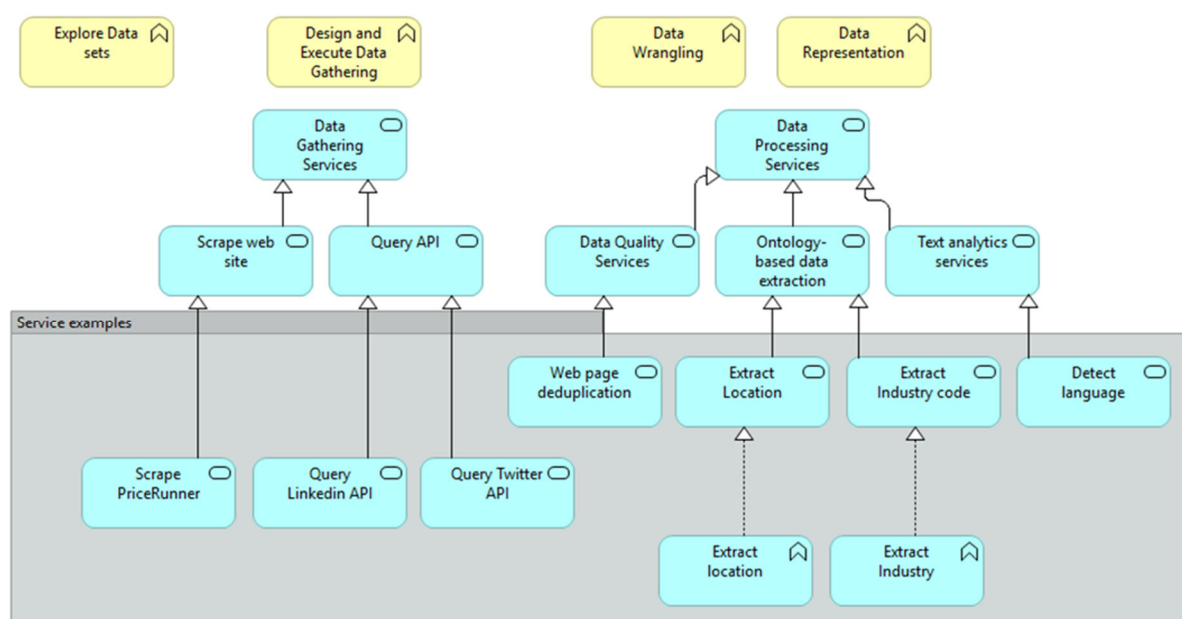 Explore Data
sets
Design and
Execute Data
Gathering
Data
Wrangling
Data
Representation
Data
Gathering
Services
Data
Processing
Services
Scrape web
site
Query API
Data Quality
Services
Ontology-
based data
extraction
Text analytics
services
Service examples
Web page
deduplication
Extract
Location
Extract
Industry code
Detect
language
Scrape
PriceRunner
Query
Linkedin API
Query Twitter
API
Extract
location
Extract
Industry